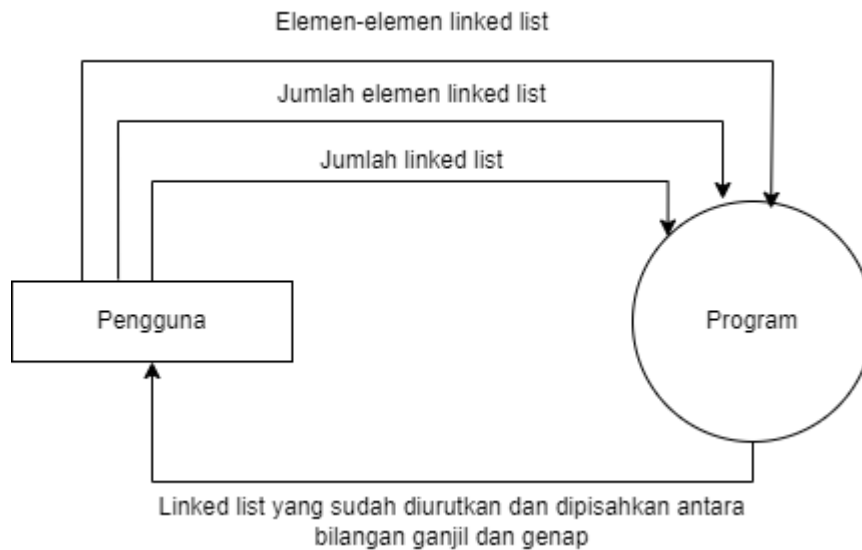 Elemen-elemen linked list
Jumlah elemen linked list
Jumlah linked list
Pengguna
Program
Linked list yang sudah diurutkan dan dipisahkan antara
bilangan ganjil dan genap